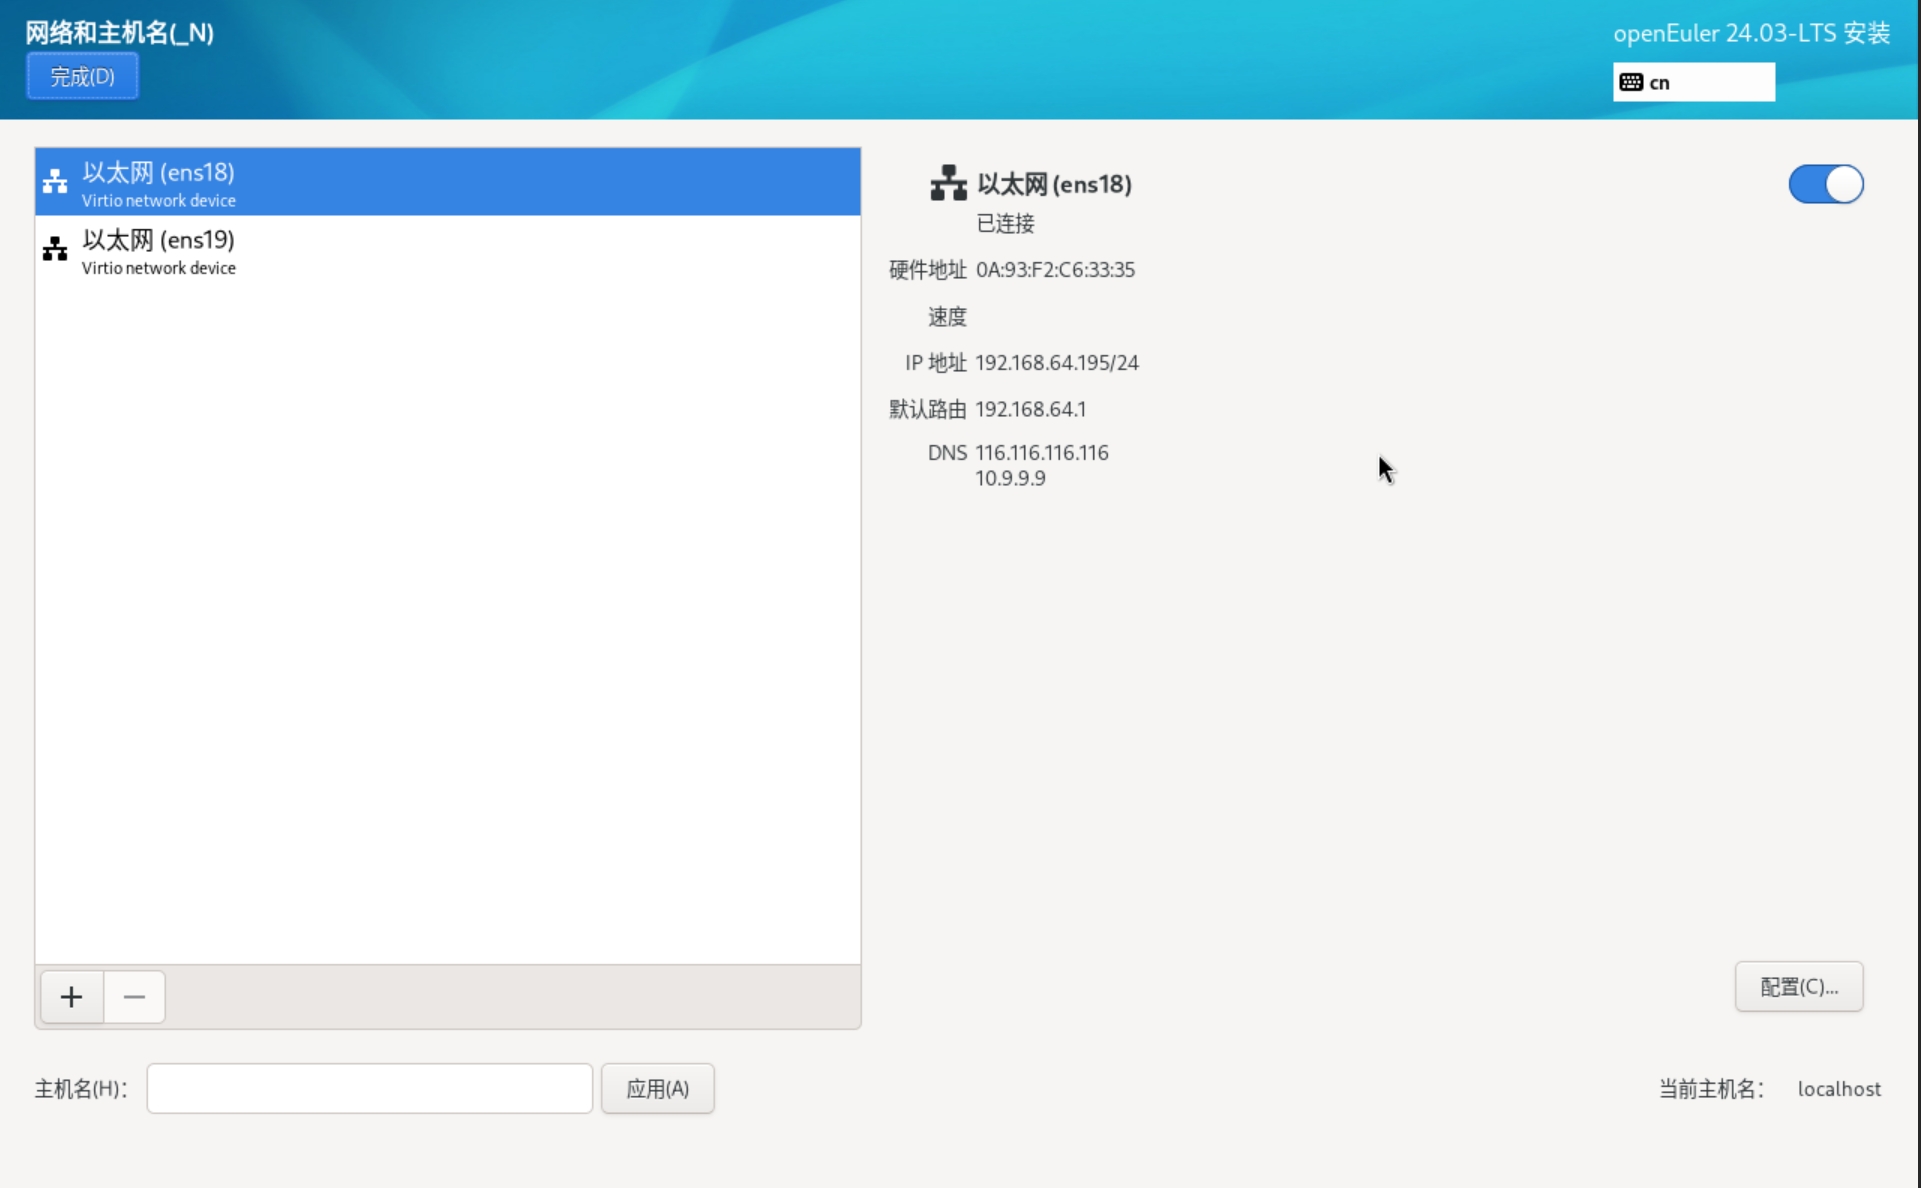 网络和主机名(_N)
完成(D)
openEuler 24.03-LTS 安装
cn
以太网 (ens18)
Virtio network device
以太网 (ens19)
Virtio network device
以太网 (ens18)
已连接
硬件地址 0A:93:F2:C6:33:35
速度
IP 地址 192.168.64.195/24
默认路由 192.168.64.1
DNS 116.116.116.116
10.9.9.9
配置(C)...
主机名(H)：
应用(A)
当前主机名： localhost